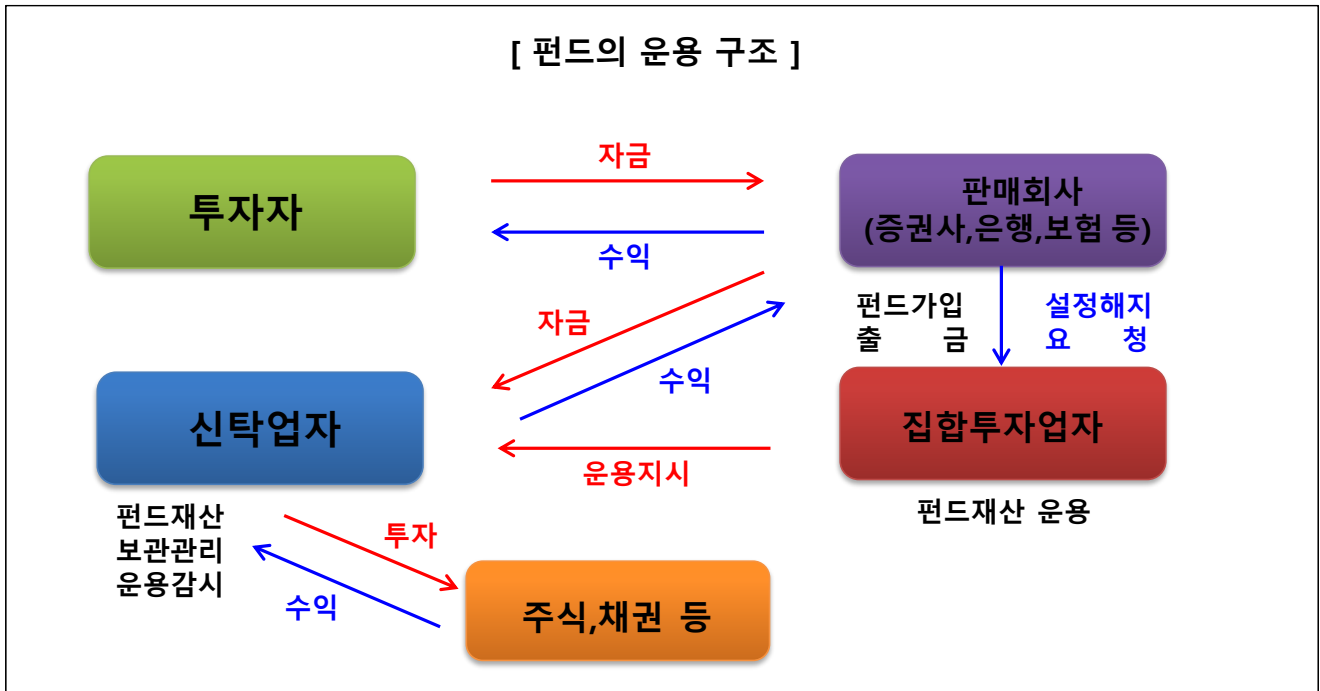 [ 펀드의 운용 구조 ]
자금
투자자
판매회사
(증권사,은행,보험 등)
수익
자금
펀드가입
출 금
설정해지
요 청
수익
신탁업자
집합투자업자
운용지시
펀드재산 운용
펀드재산
보관관리
운용감시
투자
수익
주식,채권 등